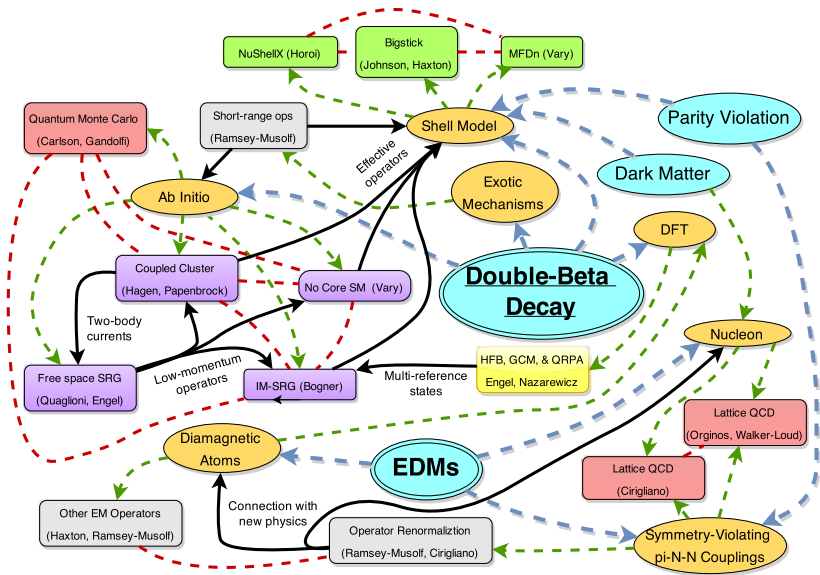 NuShellX (Horoi)
Bigstick
(Johnson, Haxton)
MFDn (Vary)
Quantum Monte Carlo
(Carlson, Gandolfi)
Short-range ops
(Ramsey-Musolf)
Shell Model
Parity Violation
Effective
operators
Ab Initio
Exotic
Mechanisms
Dark Matter
DFT
Coupled Cluster
(Hagen, Papenbrock)
No Core SM (Vary)
Double-Beta
Decay
Two-body
currents
Nucleon
Free space SRG
(Quaglioni, Engel)
Low-momentum
operators
IM-SRG (Bogner)
Multi-reference
states
HFB, GCM, & QRPA
Engel, Nazarewicz
Lattice QCD
(Orginos, Walker-Loud)
Diamagnetic
Atoms
EDMs
Lattice QCD
(Cirigliano)
Other EM Operators
(Haxton, Ramsey-Musolf)
Connection with
new physics
Operator Renormaliztion
(Ramsey-Musolf, Cirigliano)
Symmetry-Violating
pi-N-N Couplings